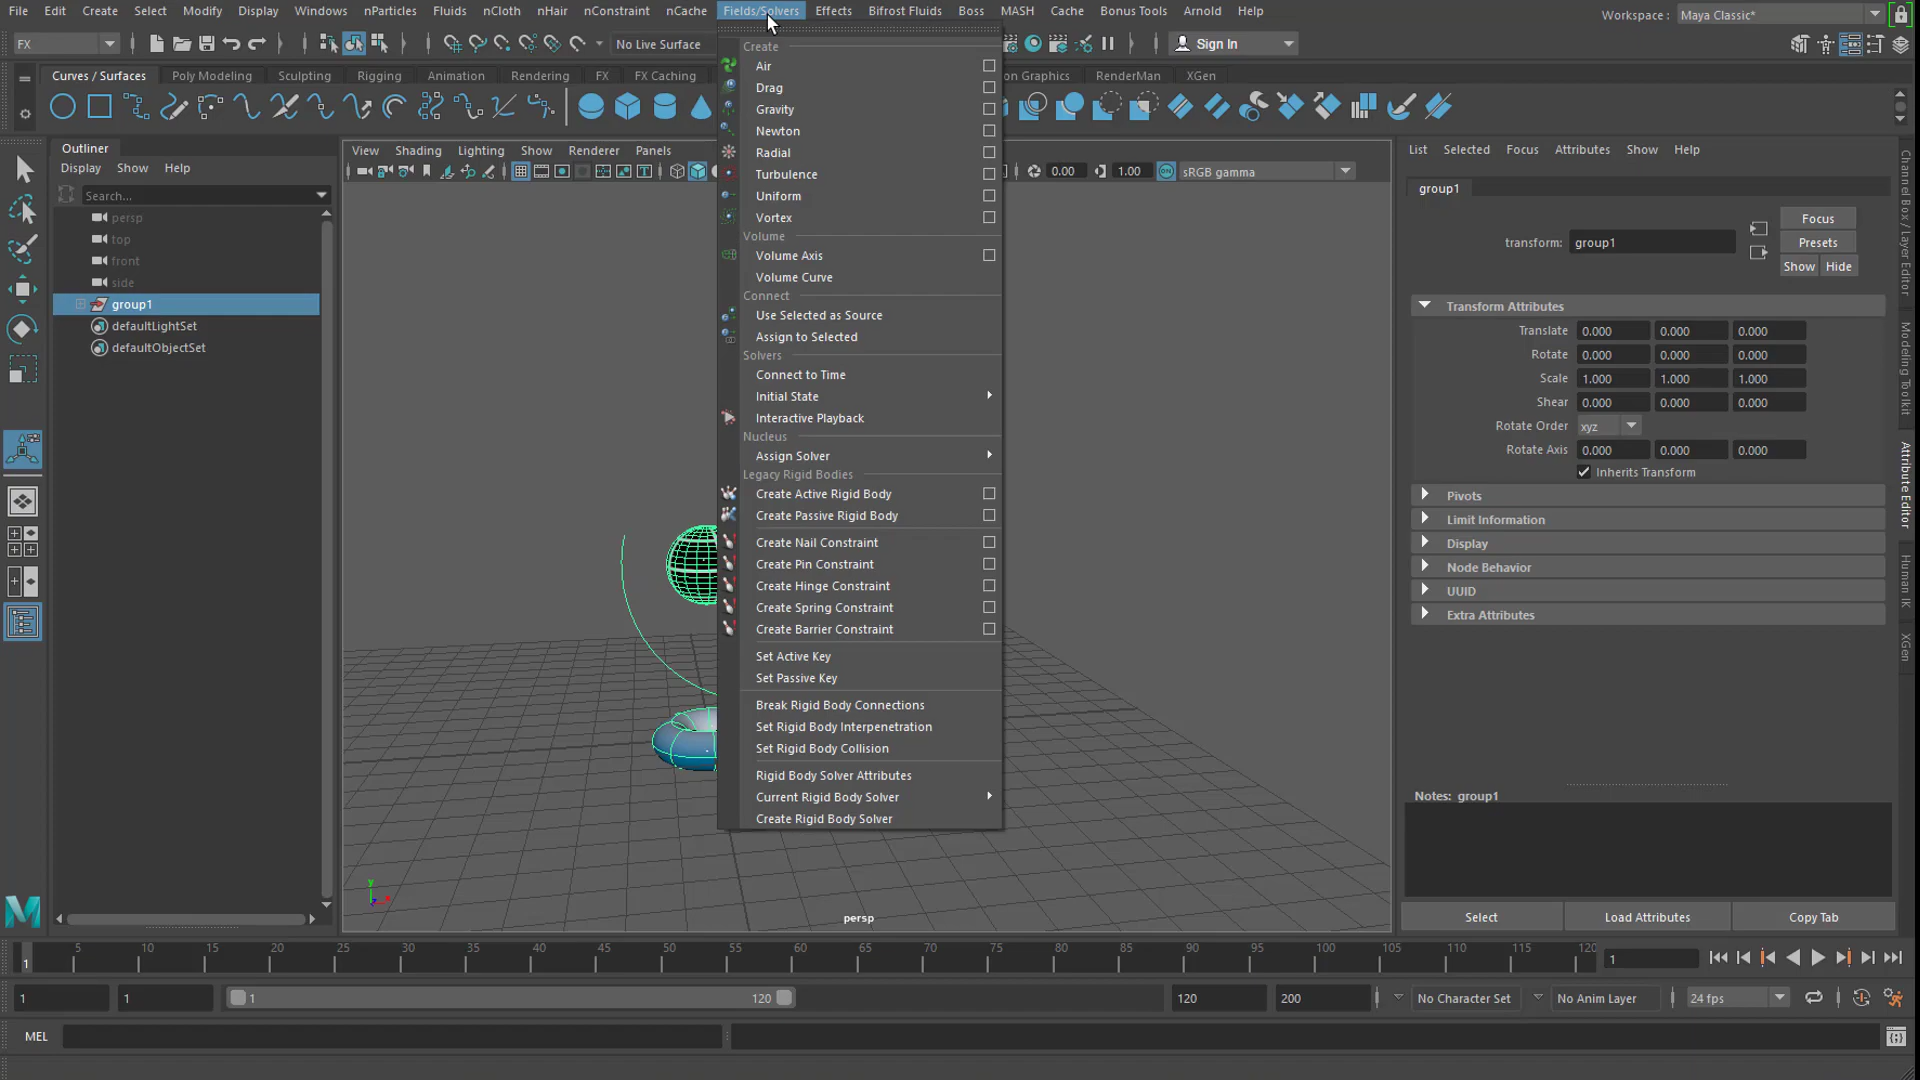 File Edit Create Select Modify Display Windows nParticles Fluids nCloth nHair nConstraint nCache Fields/Solvers Effects Bifrost Fluids Boss MASH Cache Bonus Tools Arnold Help
Workspace : Maya Classic*
FX
No Live Surface
Sign In
Curves / Surfaces Poly Modeling Sculpting Rigging Animation Rendering FX FX Caching
on Graphics RenderMan XGen
Outliner
Display Show Help
Search...
persp
top
front
side
group1
defaultLightSet
defaultObjectSet
View Shading Lighting Show Renderer Panels
0.00 1.00 sRGB gamma
Create
Air
Drag
Gravity
Newton
Radial
Turbulence
Uniform
Vortex
Volume
Volume Axis
Volume Curve
Connect
Use Selected as Source
Assign to Selected
Solvers
Connect to Time
Initial State
Interactive Playback
Nucleus
Assign Solver
Legacy Rigid Bodies
Create Active Rigid Body
Create Passive Rigid Body
Create Nail Constraint
Create Pin Constraint
Create Hinge Constraint
Create Spring Constraint
Create Barrier Constraint
Set Active Key
Set Passive Key
Break Rigid Body Connections
Set Rigid Body Interpenetration
Set Rigid Body Collision
Rigid Body Solver Attributes
Current Rigid Body Solver
Create Rigid Body Solver
y
persp
List Selected Focus Attributes Show Help
group1
transform: group1
Focus
Presets
Show Hide
Transform Attributes
Translate 0.000 0.000 0.000
Rotate 0.000 0.000 0.000
Scale 1.000 1.000 1.000
Shear 0.000 0.000 0.000
Rotate Order xyz
Rotate Axis 0.000 0.000 0.000
Inherits Transform
Pivots
Limit Information
Display
Node Behavior
UUID
Extra Attributes
Notes: group1
Select Load Attributes Copy Tab
Channel Box / Layer Editor
Modeling Toolkit
Attribute Editor
Human IK
XGen
5 10 15 20 25 30 35 40 45 50 55 60 65 70 75 80 85 90 95 100 105 110 115 120
1
1
1 1 1 120 120 200 No Character Set No Anim Layer 24 fps
MEL